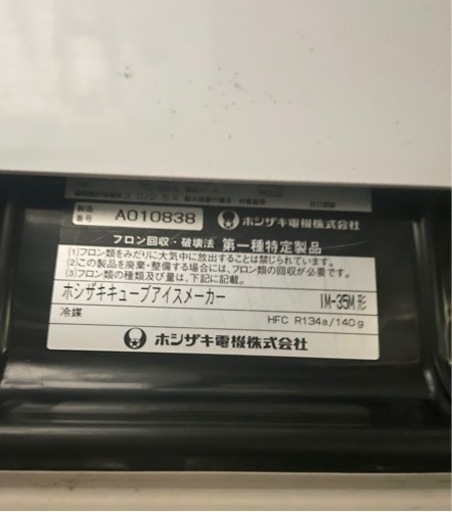 製造番号 A010838 ホシザキ電機株式会社
フロン回収・破壊法 第一種特定製品
(1)フロン類をみだりに大気中に放出することは禁じられています。
(2)この製品を廃棄・整備する場合には、フロン類の回収が必要です。
(3)フロン類の種類及び量は、下記に記載。
ホシザキキューブアイスメーカー IM-35M形
冷媒 HFC R134a/140g
ホシザキ電機株式会社